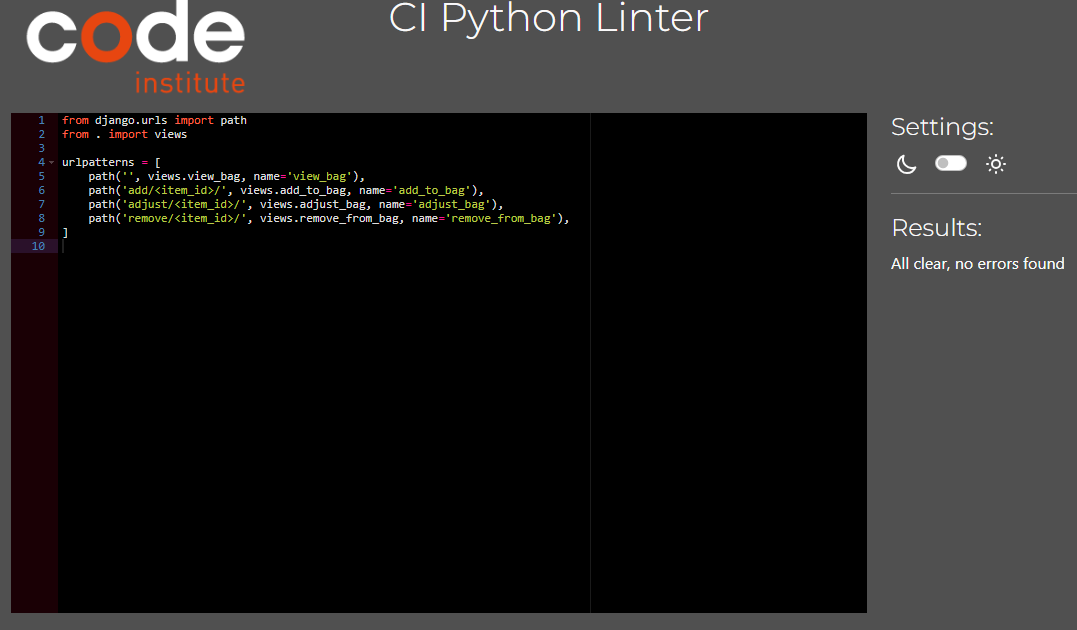 code
institute
CI Python Linter
1 from django.urls import path
2 from . import views
3
4 urlpatterns = [
5     path('', views.view_bag, name='view_bag'),
6     path('add/<item_id>/', views.add_to_bag, name='add_to_bag'),
7     path('adjust/<item_id>/', views.adjust_bag, name='adjust_bag'),
8     path('remove/<item_id>/', views.remove_from_bag, name='remove_from_bag'),
9 ]
10
Settings:
Results:
All clear, no errors found